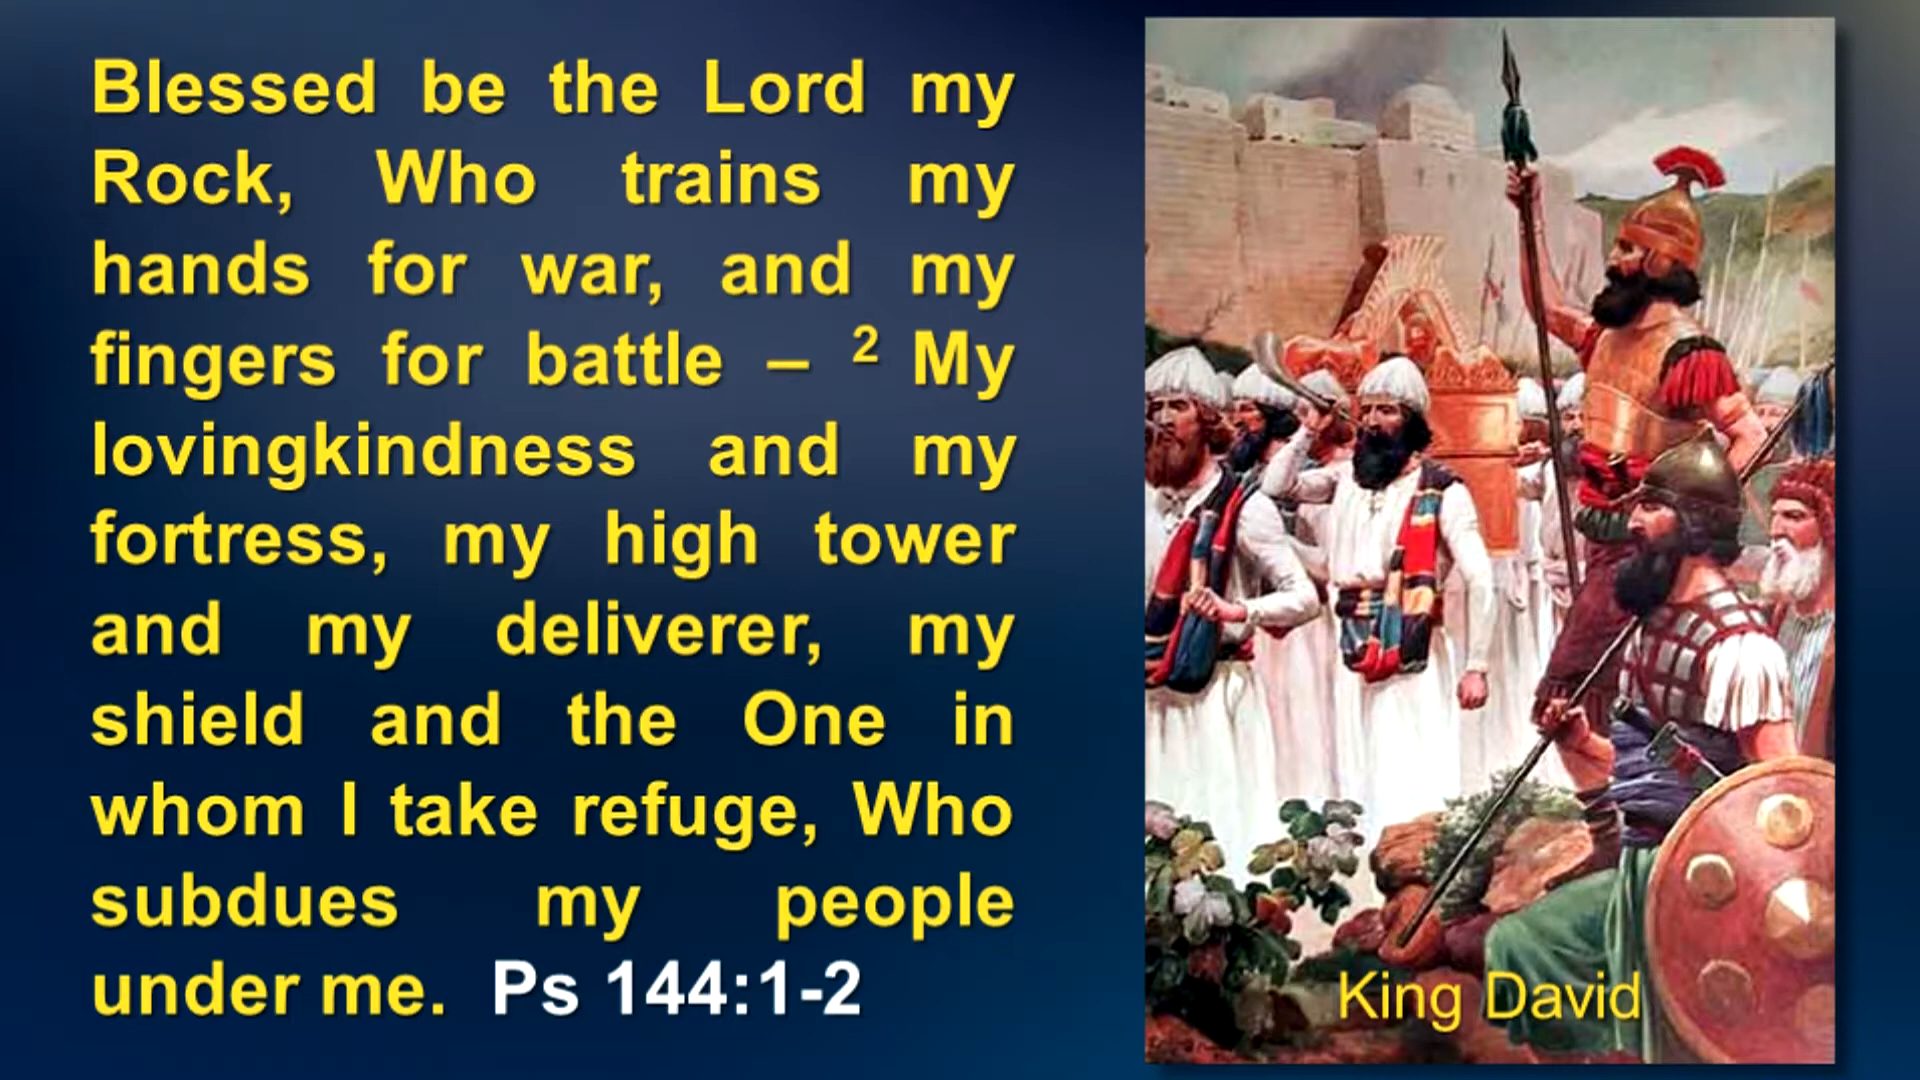 Blessed be the Lord my
Rock, Who trains my
hands for war, and my
fingers for battle – ² My
lovingkindness and my
fortress, my high tower
and my deliverer, my
shield and the One in
whom I take refuge, Who
subdues my people
under me. Ps 144:1-2
King David